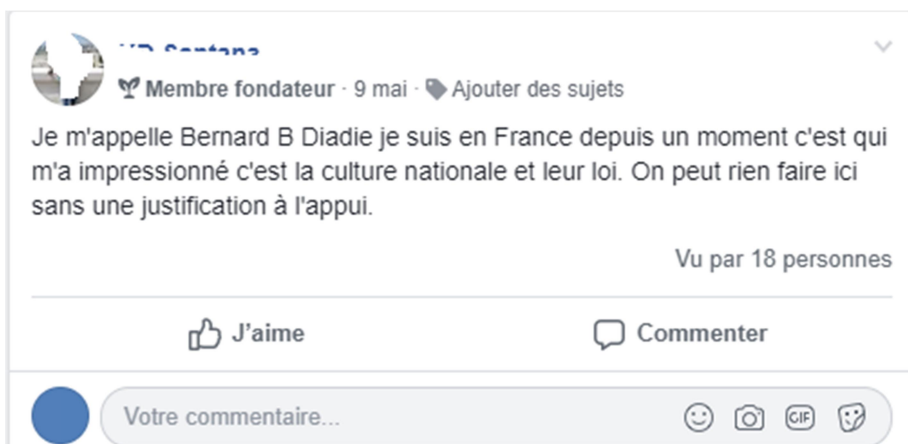 Membre fondateur · 9 mai · Ajouter des sujets
Je m'appelle Bernard B Diadie je suis en France depuis un moment c'est qui
m'a impressionné c'est la culture nationale et leur loi. On peut rien faire ici
sans une justification à l'appui.
Vu par 18 personnes
J'aime Commenter
Votre commentaire... GIF